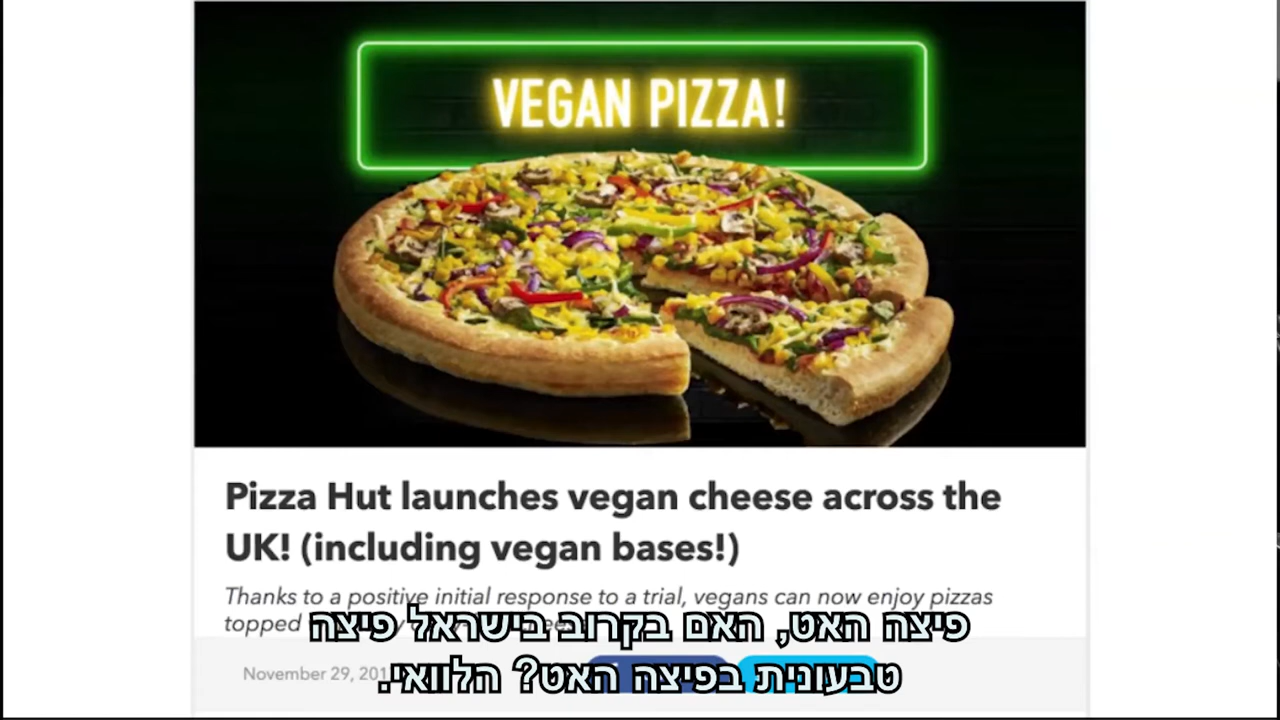 VEGAN PIZZA!
Pizza Hut launches vegan cheese across the
UK! (including vegan bases!)
Thanks to a positive initial response to a trial, vegans can now enjoy pizzas
topped
פיצה האט, האם בקרוב בישראל פיצה
טבעונית בפיצה האט? הלוואי.
November 29,